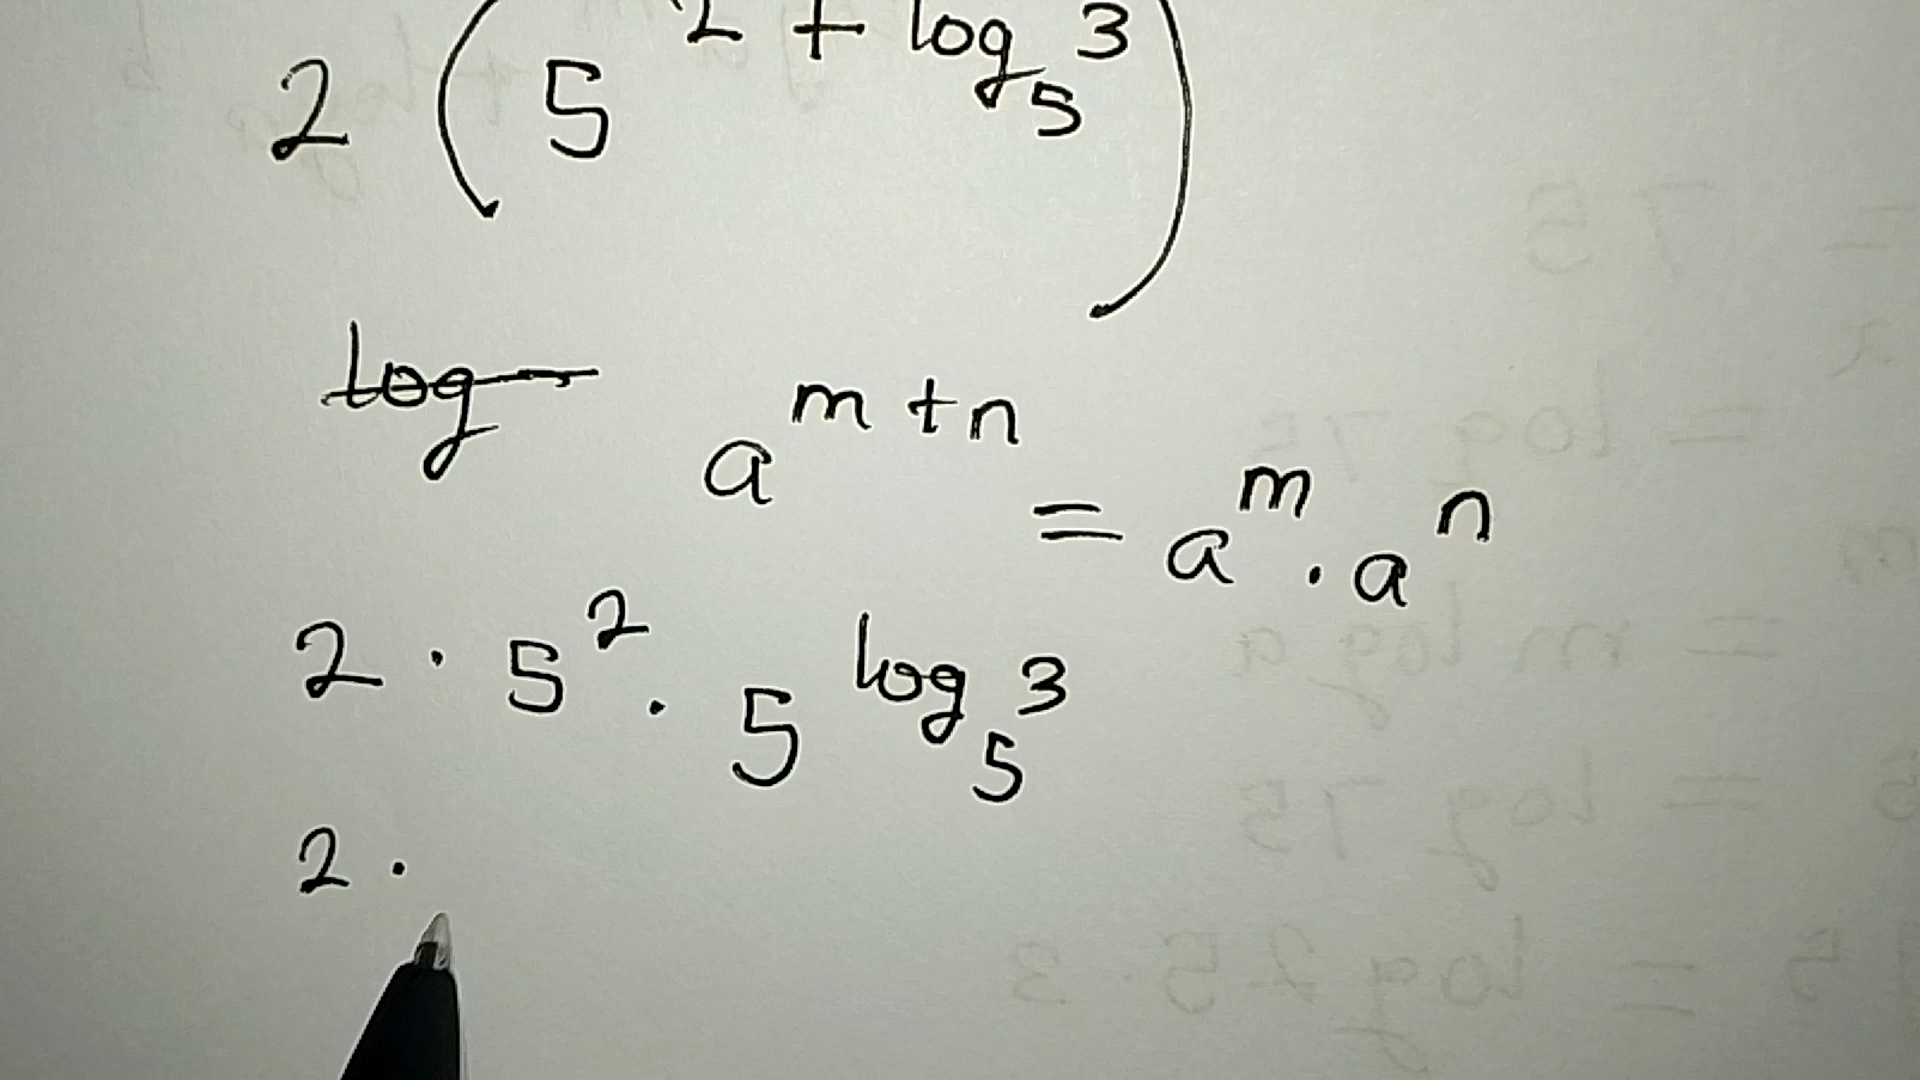 2 ( 5^{2 + log_5 3} )
log a^{m+n} = a^m . a^n
2 · 5^2 . 5^{log_5 3}
2 ·